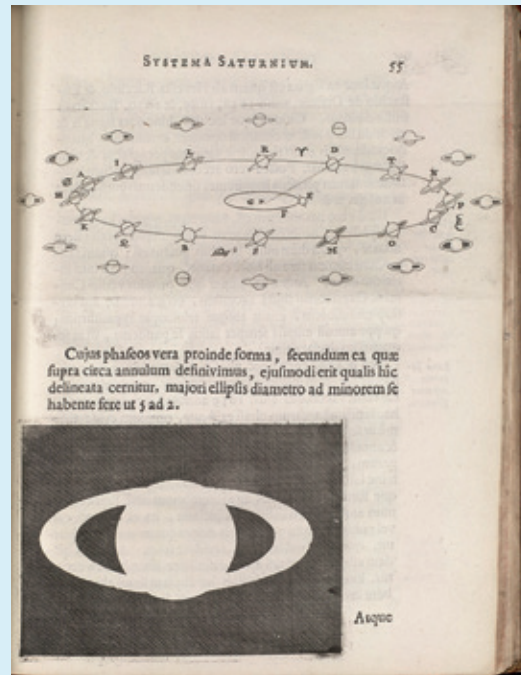 SYSTEMA SATURNIUM. 55
L R ♈ D
I T
A N
H P
G E
F
K C
Q O
B S M
Cujus phaſeos vera proinde forma, ſecundum ea quæ
ſupra circa annulum definivimus, ejuſmodi erit qualis hîc
delineata cernitur, majori ellipſis diametro ad minorem ſe
habente fere ut 5 ad 2.
Atque